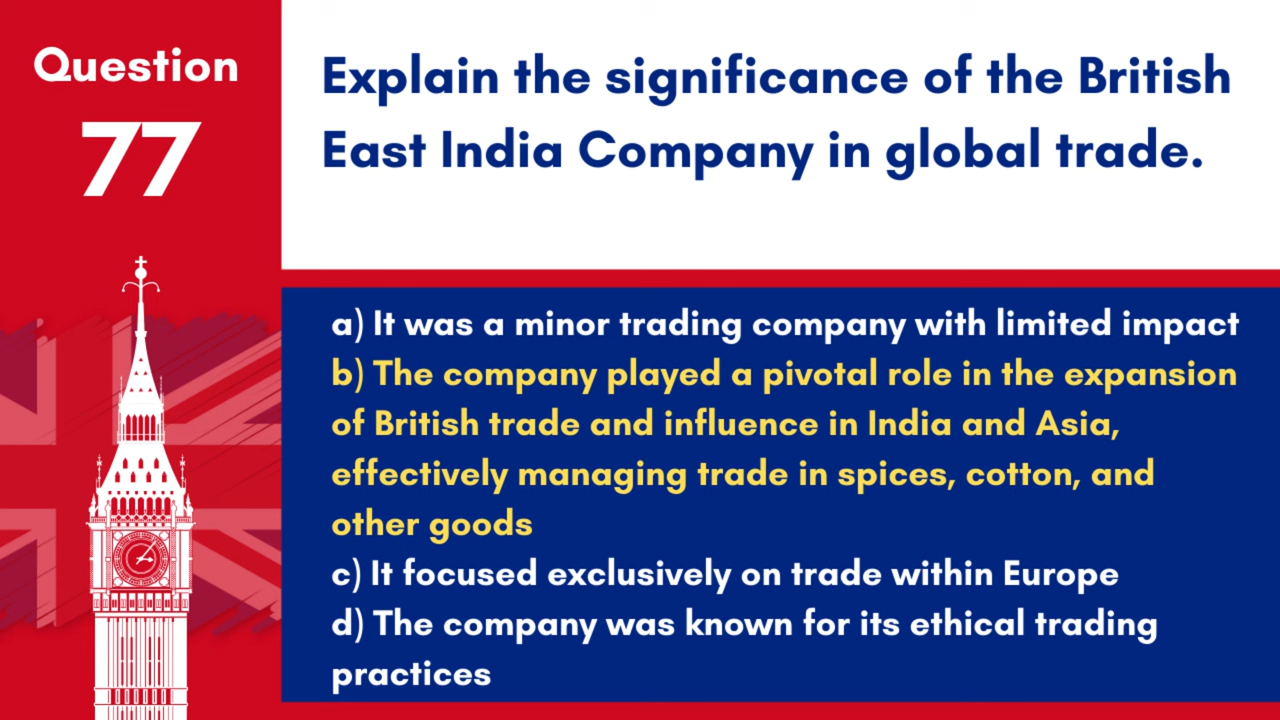 Question
77
Explain the significance of the British
East India Company in global trade.
a) It was a minor trading company with limited impact
b) The company played a pivotal role in the expansion
of British trade and influence in India and Asia,
effectively managing trade in spices, cotton, and
other goods
c) It focused exclusively on trade within Europe
d) The company was known for its ethical trading
practices